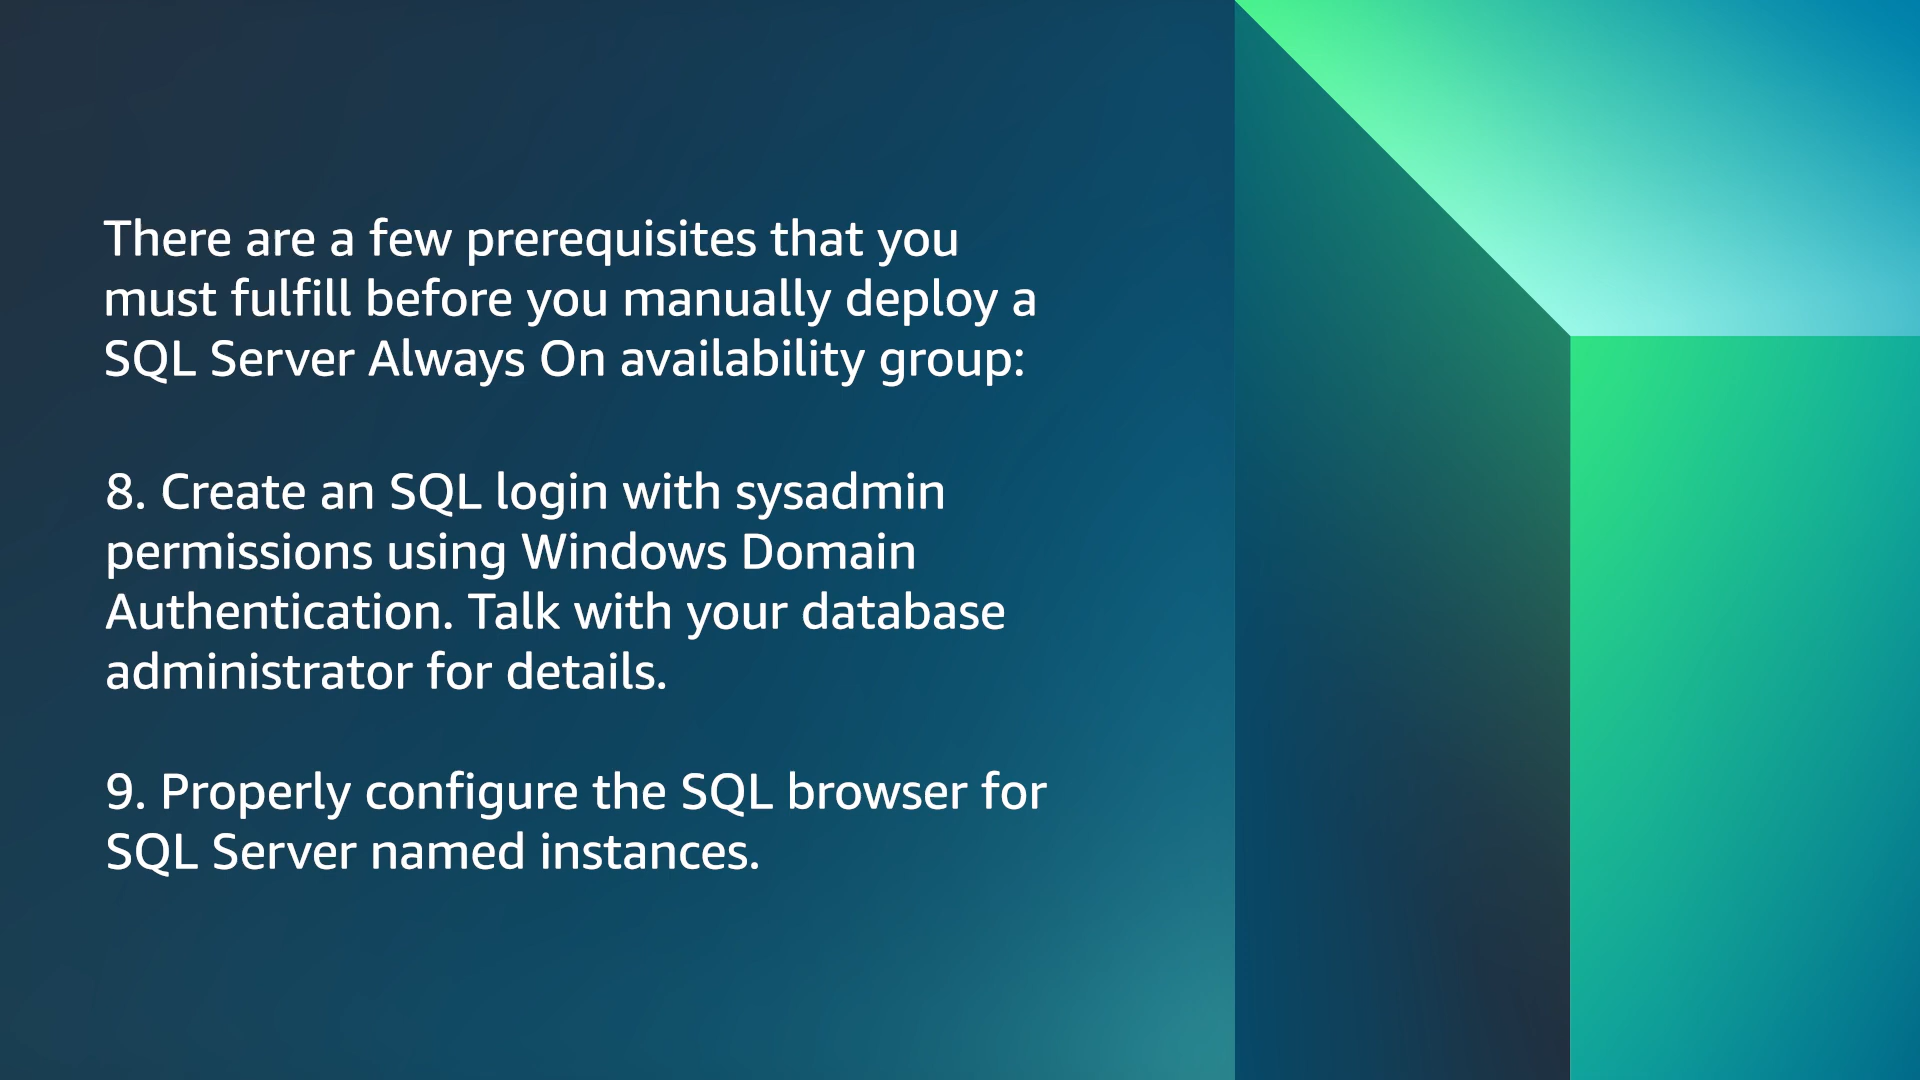 There are a few prerequisites that you
must fulfill before you manually deploy a
SQL Server Always On availability group:
8. Create an SQL login with sysadmin
permissions using Windows Domain
Authentication. Talk with your database
administrator for details.
9. Properly configure the SQL browser for
SQL Server named instances.